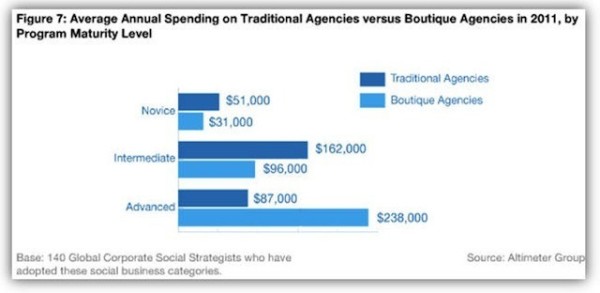 Figure 7: Average Annual Spending on Traditional Agencies versus Boutique Agencies in 2011, by
Program Maturity Level
Traditional Agencies
Boutique Agencies
Novice
$51,000
$31,000
Intermediate
$162,000
$96,000
Advanced
$87,000
$238,000
Base: 140 Global Corporate Social Strategists who have
adopted these social business categories.
Source: Altimeter Group